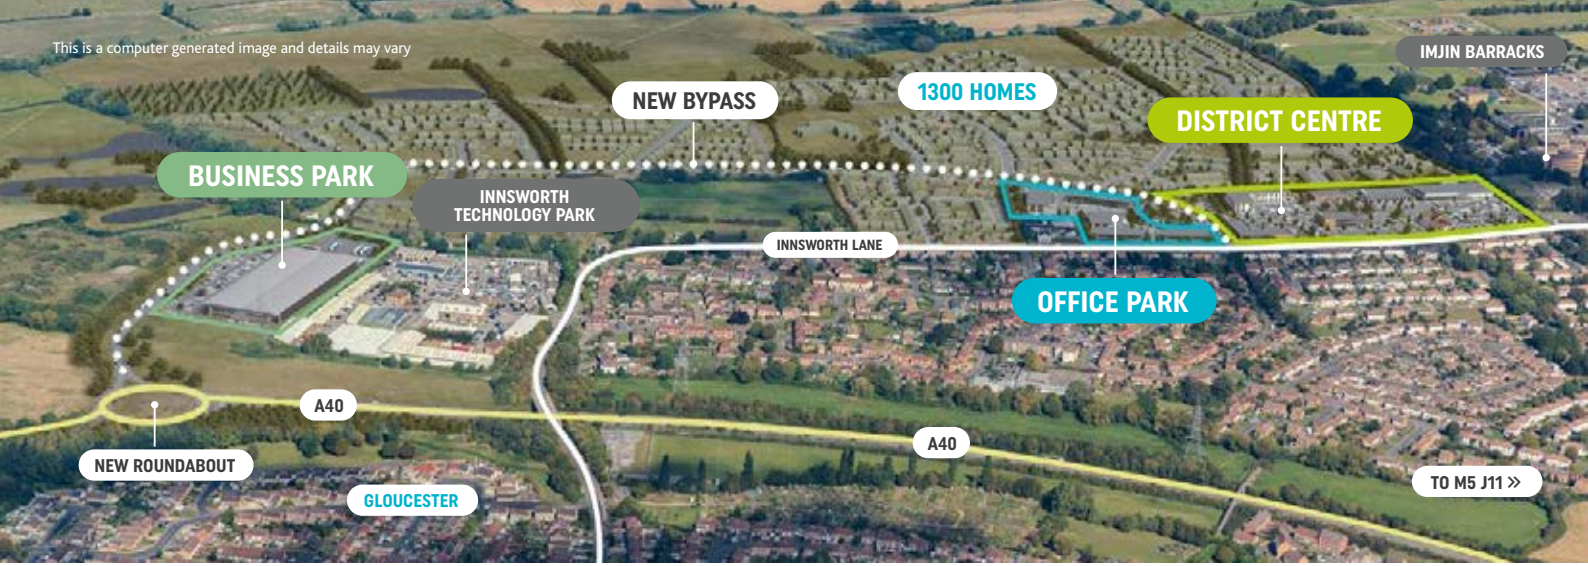 This is a computer generated image and details may vary
IMJIN BARRACKS
1300 HOMES
NEW BYPASS
DISTRICT CENTRE
BUSINESS PARK
INNSWORTH
TECHNOLOGY PARK
INNSWORTH LANE
OFFICE PARK
A40
A40
NEW ROUNDABOUT
GLOUCESTER
TO M5 J11 »